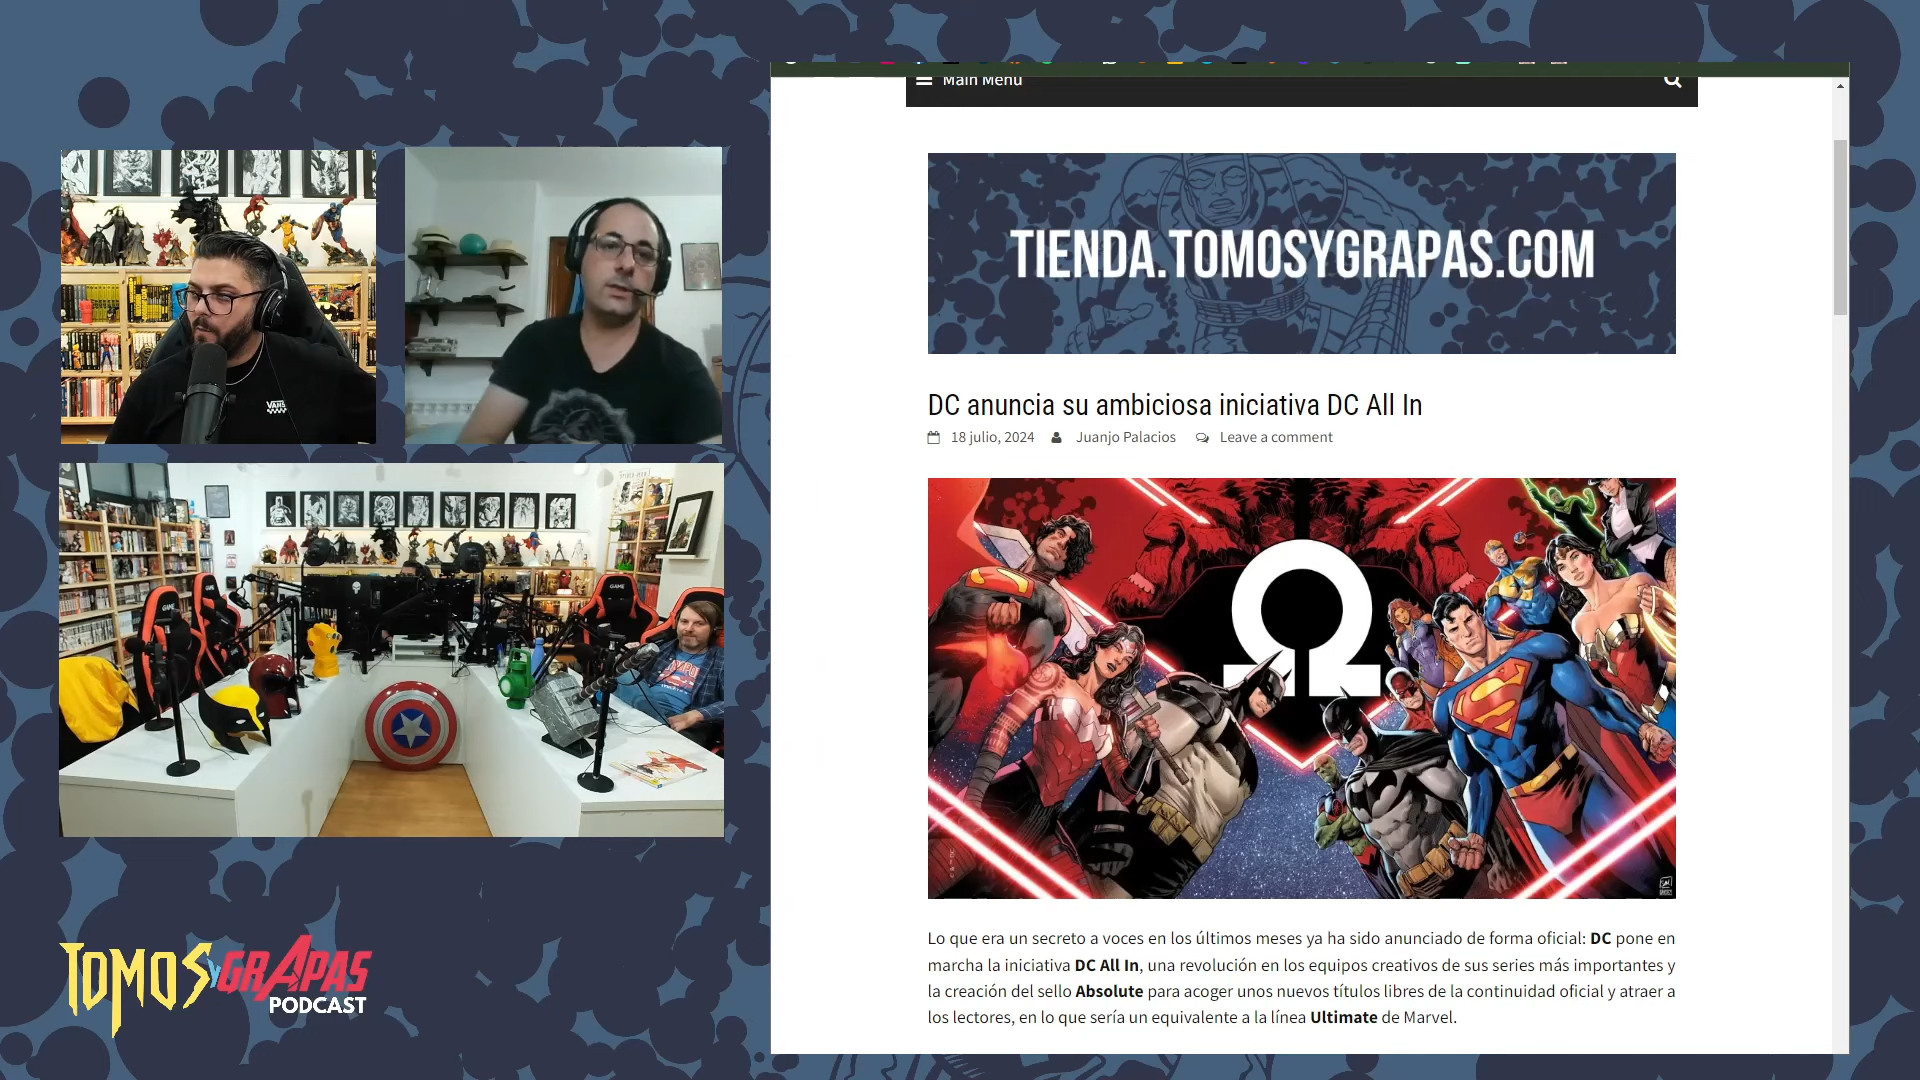 Main Menu
TIENDA.TOMOSYGRAPAS.COM
DC anuncia su ambiciosa iniciativa DC All In
18 julio, 2024 Juanjo Palacios Leave a comment
Lo que era un secreto a voces en los últimos meses ya ha sido anunciado de forma oficial: DC pone en
marcha la iniciativa DC All In, una revolución en los equipos creativos de sus series más importantes y
la creación del sello Absolute para acoger unos nuevos títulos libres de la continuidad oficial y atraer a
los lectores, en lo que sería un equivalente a la línea Ultimate de Marvel.
VANS
GAME
GAME
TOMOS Y GRAPAS
PODCAST